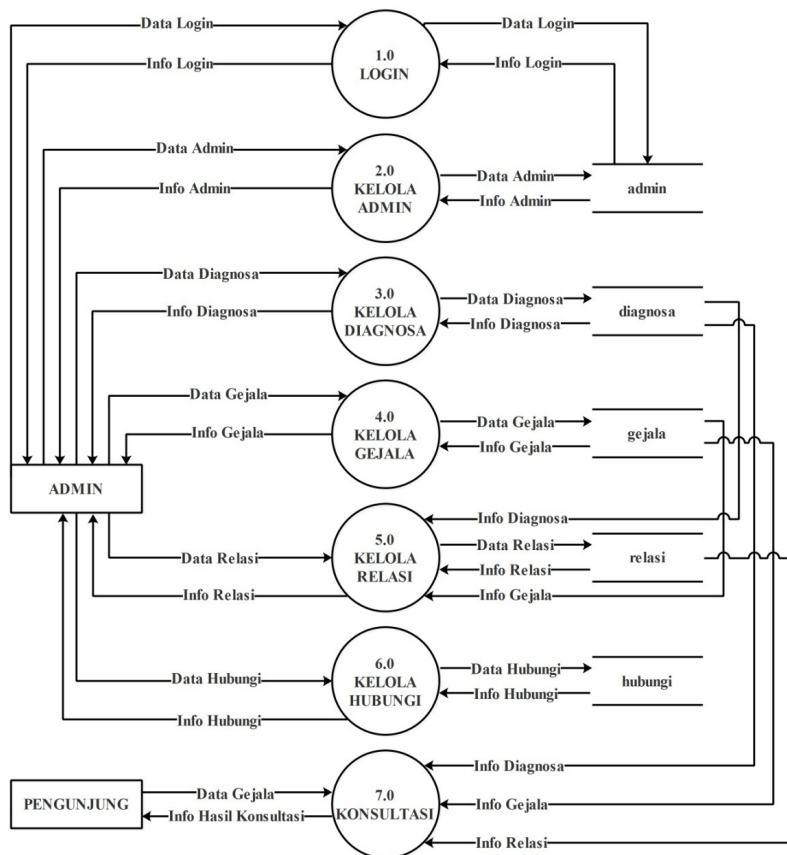 Data Login
Data Login
1.0
LOGIN
Info Login
Info Login
Data Admin
2.0
KELOLA
ADMIN
Data Admin
Info Admin
Info Admin
admin
Data Diagnosa
3.0
KELOLA
DIAGNOSA
Data Diagnosa
Info Diagnosa
Info Diagnosa
diagnosa
Data Gejala
4.0
KELOLA
GEJALA
Data Gejala
Info Gejala
Info Gejala
gejala
ADMIN
Info Diagnosa
5.0
KELOLA
RELASI
Data Relasi
Data Relasi
Info Relasi
Info Relasi
Info Gejala
relasi
6.0
KELOLA
HUBUNGI
Data Hubungi
Data Hubungi
Info Hubungi
Info Hubungi
hubungi
Info Diagnosa
PENGUNJUNG
Data Gejala
Info Hasil Konsultasi
7.0
KONSULTASI
Info Gejala
Info Relasi